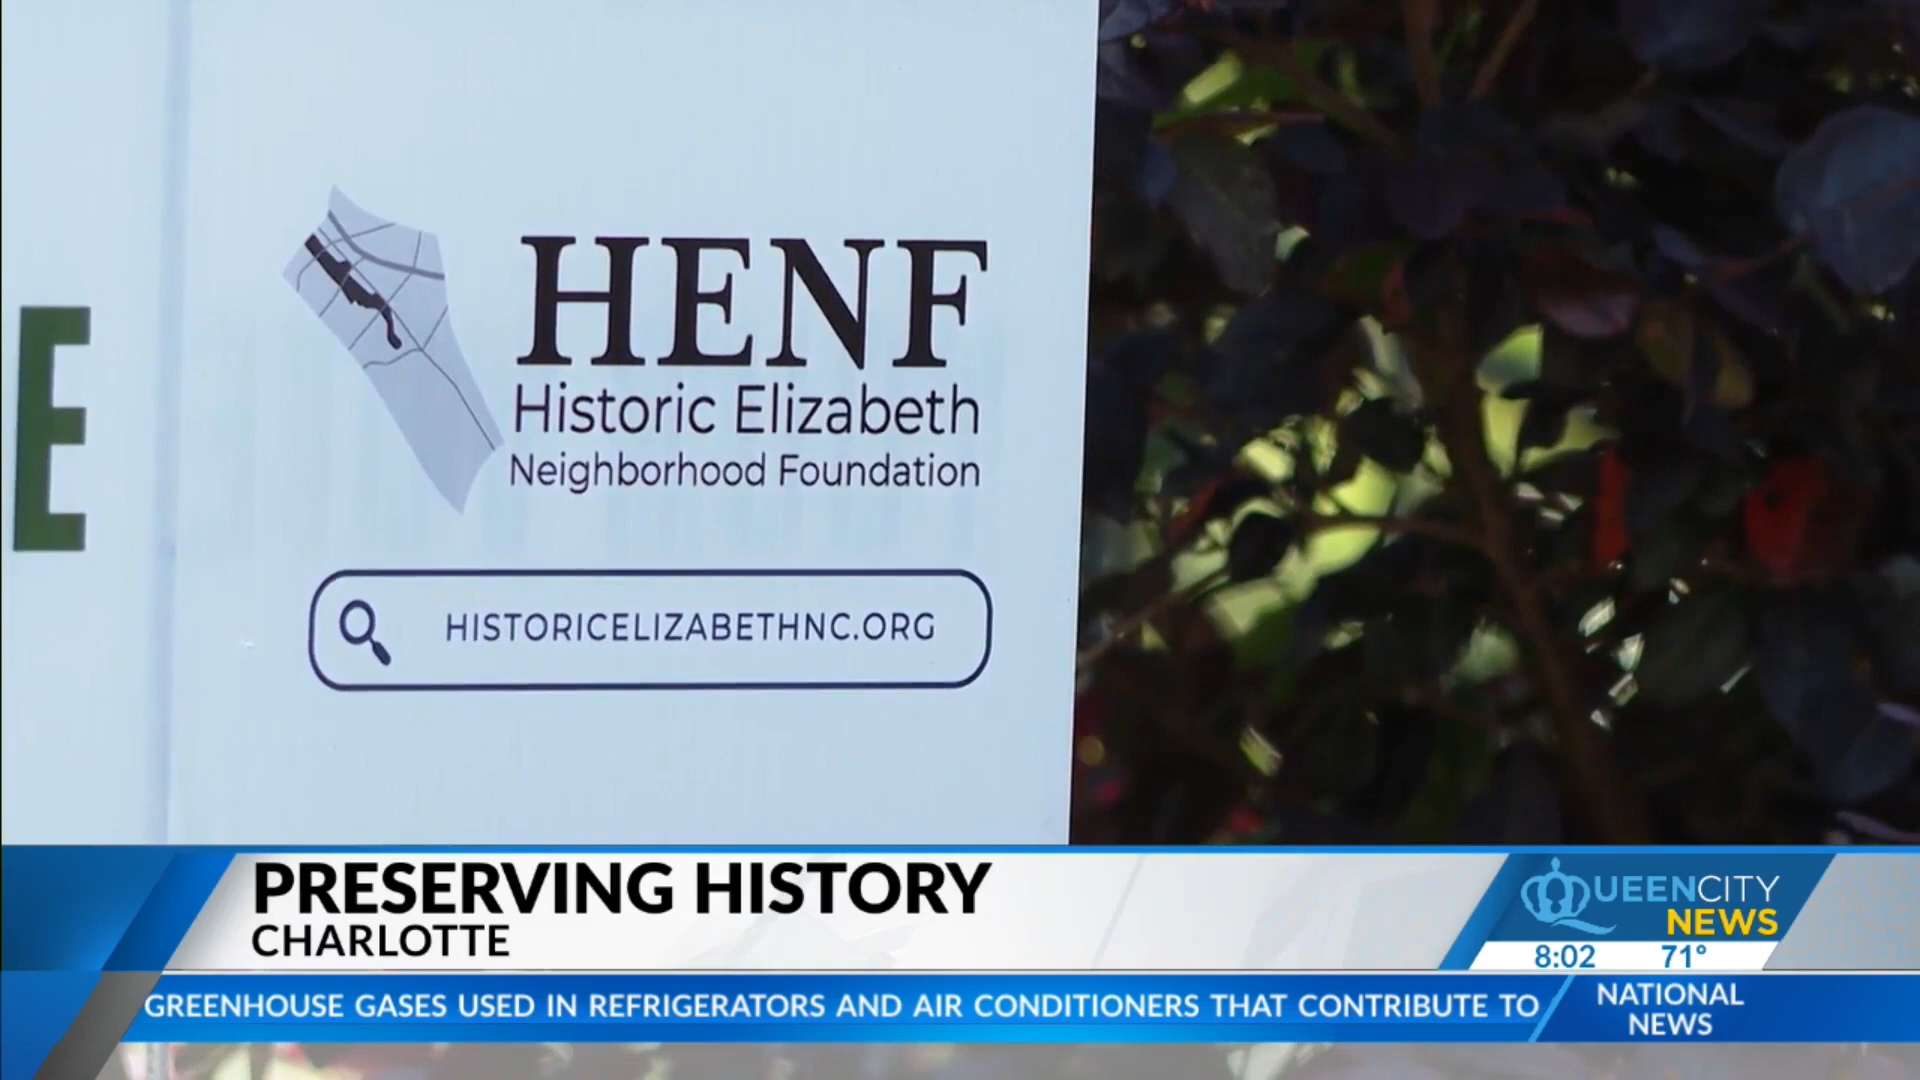 E
HENF
Historic Elizabeth
Neighborhood Foundation
HISTORICELIZABETHNC.ORG
PRESERVING HISTORY
CHARLOTTE
QUEENCITY
NEWS
8:02 71°
GREENHOUSE GASES USED IN REFRIGERATORS AND AIR CONDITIONERS THAT CONTRIBUTE TO
NATIONAL
NEWS